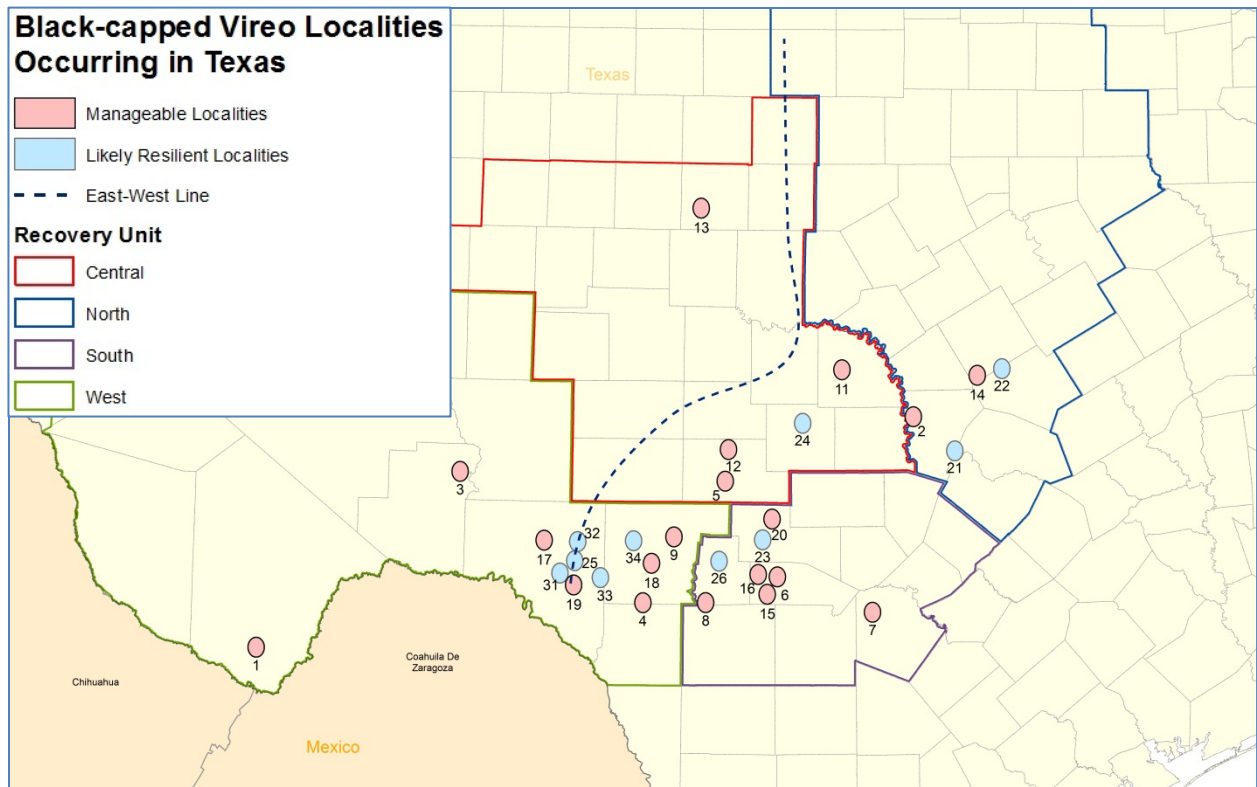 Black-capped Vireo Localities
Occurring in Texas
Manageable Localities
Likely Resilient Localities
East-West Line
Recovery Unit
Central
North
South
West
Texas
13
11
14
22
2
24
21
12
3
5
20
32
17
34
9
23
25
18
26
31
16
6
19
33
15
4
8
7
1
Coahuila De
Zaragoza
Chihuahua
Mexico